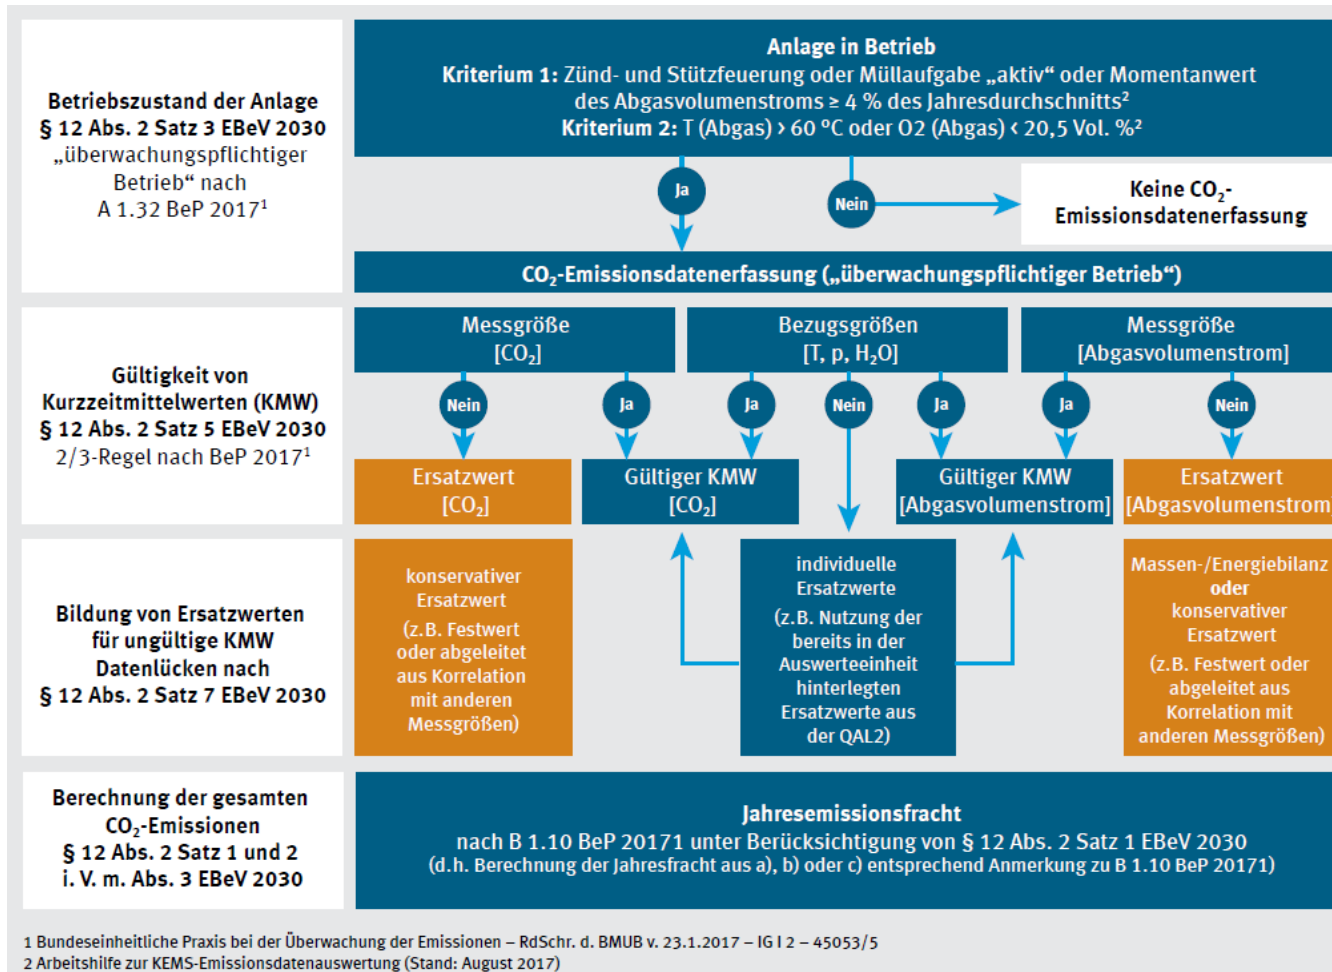 Betriebszustand der Anlage
§ 12 Abs. 2 Satz 3 EBeV 2030
„überwachungspflichtiger
Betrieb“ nach
A 1.32 BeP 2017¹
Anlage in Betrieb
Kriterium 1: Zünd- und Stützfeuerung oder Müllaufgabe „aktiv“ oder Momentanwert
des Abgasvolumenstroms ≥ 4 % des Jahresdurchschnitts²
Kriterium 2: T (Abgas) > 60 °C oder O2 (Abgas) < 20,5 Vol. %²
Ja
Nein
Keine CO₂-
Emissionsdatenerfassung
CO₂-Emissionsdatenerfassung („überwachungspflichtiger Betrieb“)
Gültigkeit von
Kurzzeitmittelwerten (KMW)
§ 12 Abs. 2 Satz 5 EBeV 2030
2/3-Regel nach BeP 2017¹
Messgröße
[CO₂]
Bezugsgrößen
[T, p, H₂O]
Messgröße
[Abgasvolumenstrom]
Nein
Ja
Ja
Nein
Ja
Ja
Nein
Ersatzwert
[CO₂]
Gültiger KMW
[CO₂]
Gültiger KMW
[Abgasvolumenstrom]
Ersatzwert
[Abgasvolumenstrom]
Bildung von Ersatzwerten
für ungültige KMW
Datenlücken nach
§ 12 Abs. 2 Satz 7 EBeV 2030
konservativer
Ersatzwert
(z.B. Festwert
oder abgeleitet
aus Korrelation
mit anderen
Messgrößen)
individuelle
Ersatzwerte
(z.B. Nutzung der
bereits in der
Auswerteeinheit
hinterlegten
Ersatzwerte aus
der QAL2)
Massen-/Energiebilanz
oder
konservativer
Ersatzwert
(z.B. Festwert oder
abgeleitet aus
Korrelation mit
anderen Messgrößen)
Berechnung der gesamten
CO₂-Emissionen
§ 12 Abs. 2 Satz 1 und 2
i. V. m. Abs. 3 EBeV 2030
Jahresemissionsfracht
nach B 1.10 BeP 20171 unter Berücksichtigung von § 12 Abs. 2 Satz 1 EBeV 2030
(d.h. Berechnung der Jahresfracht aus a), b) oder c) entsprechend Anmerkung zu B 1.10 BeP 20171)
1 Bundeseinheitliche Praxis bei der Überwachung der Emissionen – RdSchr. d. BMUB v. 23.1.2017 – IG I 2 – 45053/5
2 Arbeitshilfe zur KEMS-Emissionsdatenauswertung (Stand: August 2017)